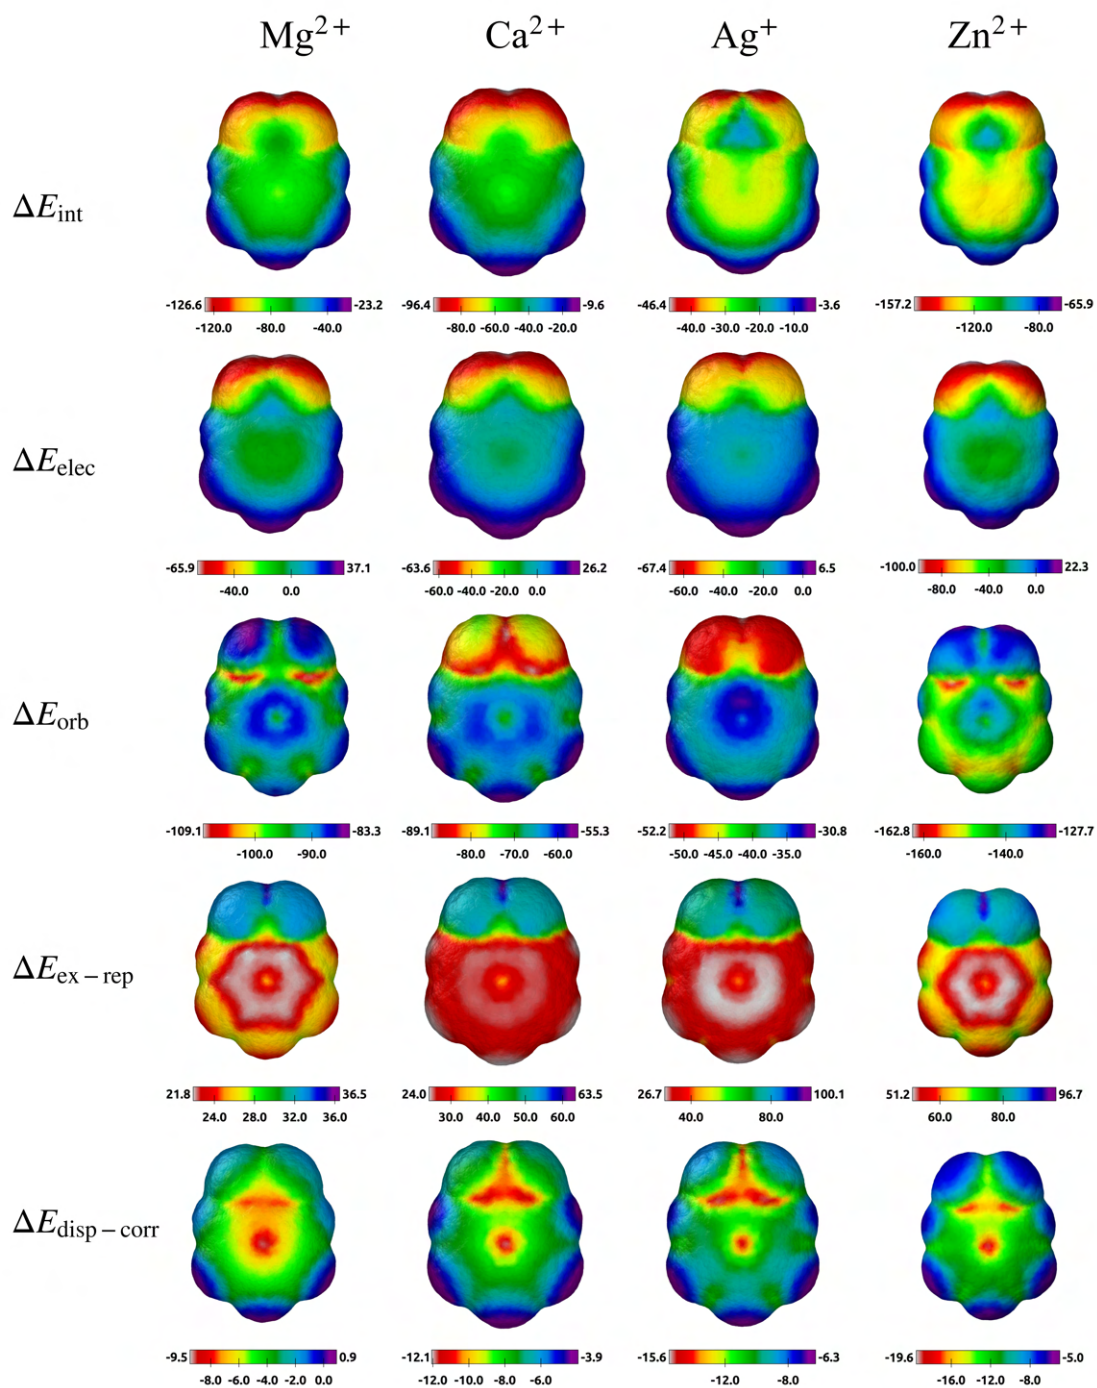 Mg2+ Ca2+ Ag+ Zn2+
ΔEint
-126.6 -23.2 -96.4 -9.6 -46.4 -3.6 -157.2 -65.9
-120.0 -80.0 -40.0 -80.0 -60.0 -40.0 -20.0 -40.0 -30.0 -20.0 -10.0 -120.0 -80.0
ΔEelec
-65.9 37.1 -63.6 26.2 -67.4 6.5 -100.0 22.3
-40.0 0.0 -60.0 -40.0 -20.0 0.0 -60.0 -40.0 -20.0 0.0 -80.0 -40.0 0.0
ΔEorb
-109.1 -83.3 -89.1 -55.3 -52.2 -30.8 -162.8 -127.7
-100.0 -90.0 -80.0 -70.0 -60.0 -50.0 -45.0 -40.0 -35.0 -160.0 -140.0
ΔEex−rep
21.8 36.5 24.0 63.5 26.7 100.1 51.2 96.7
24.0 28.0 32.0 36.0 30.0 40.0 50.0 60.0 40.0 80.0 60.0 80.0
ΔEdisp−corr
-9.5 0.9 -12.1 -3.9 -15.6 -6.3 -19.6 -5.0
-8.0 -6.0 -4.0 -2.0 0.0 -12.0 -10.0 -8.0 -6.0 -12.0 -8.0 -16.0 -12.0 -8.0